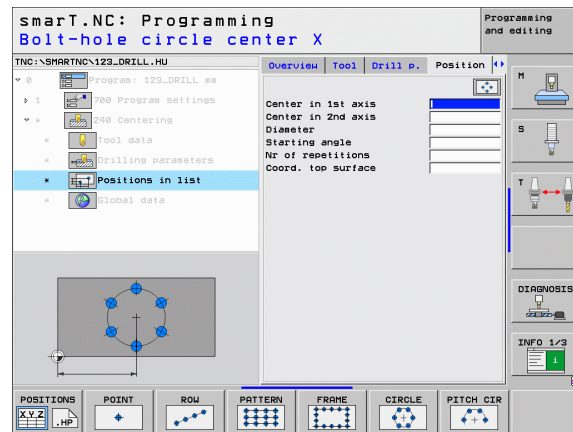 smarT.NC: Programming
Bolt-hole circle center X
Programming and editing
TNC:\SMARTNC\123_DRILL.HU
0 Program: 123_DRILL mm
1 700 Program settings
* 240 Centering
* Tool data
* Drilling parameters
* Positions in list
* Global data
Overview Tool Drill p. Position
Center in 1st axis
Center in 2nd axis
Diameter
Starting angle
Nr of repetitions
Coord. top surface
M
S
T
DIAGNOSIS
INFO 1/3
i
POSITIONS POINT ROW PATTERN FRAME CIRCLE PITCH CIR
X Y Z .HP